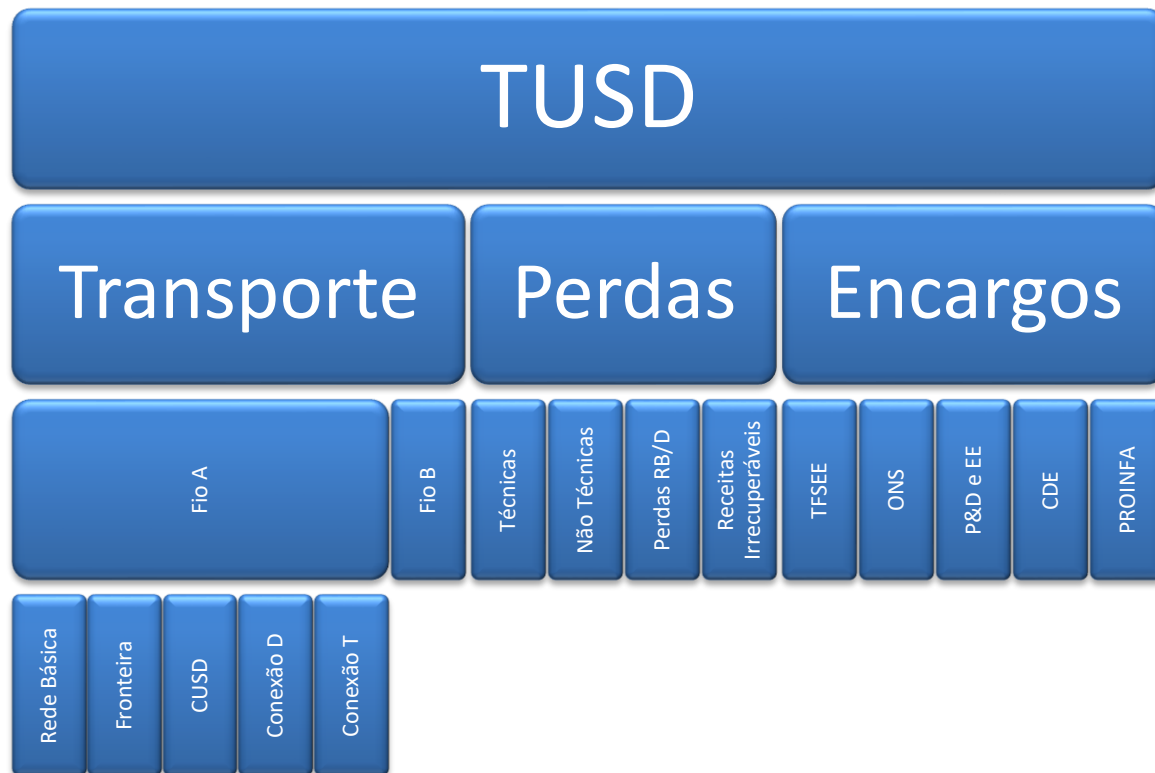 TUSD
Transporte
Perdas
Encargos
Fio A
Fio B
Técnicas
Não Técnicas
Perdas RB/D
Receitas
Irrecuperáveis
TFSEE
ONS
P&D e EE
CDE
PROINFA
Rede Básica
Fronteira
CUSD
Conexão D
Conexão T